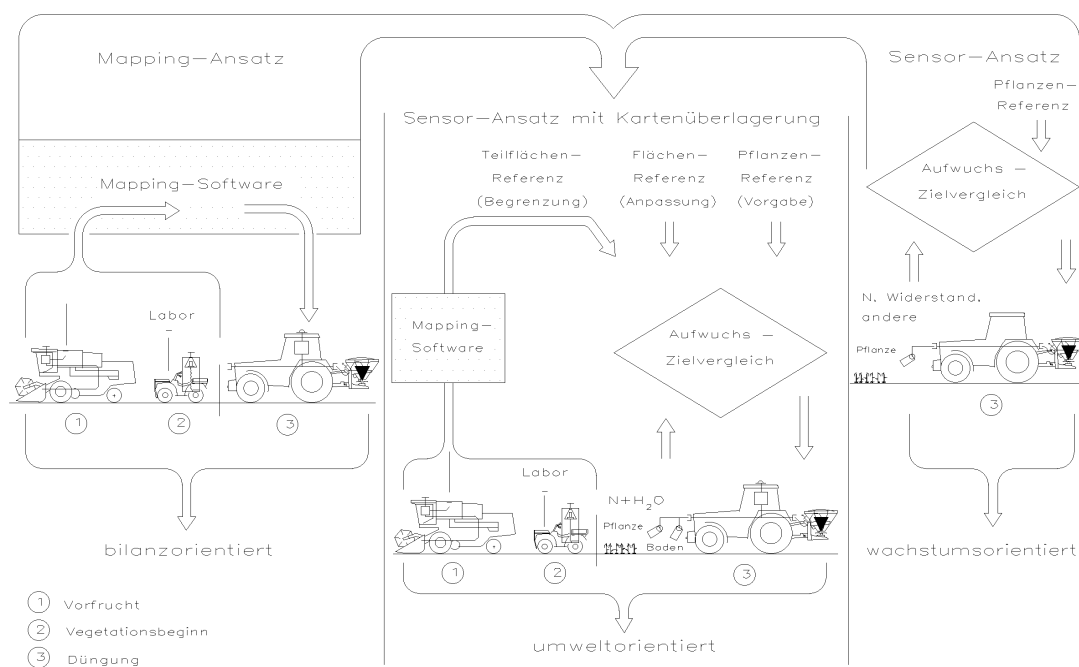 Mapping-Ansatz
Mapping-Software
Labor
1
2
3
bilanzorientiert
1 Vorfrucht
2 Vegetationsbeginn
3 Düngung
Sensor-Ansatz mit Kartenüberlagerung
Teilflächen-
Referenz
(Begrenzung)
Flächen-
Referenz
(Anpassung)
Pflanzen-
Referenz
(Vorgabe)
Mapping-
Software
Aufwuchs -
Zielvergleich
Labor
N+H2O
Pflanze
Boden
1
2
3
umweltorientiert
Sensor-Ansatz
Pflanzen-
Referenz
Aufwuchs -
Zielvergleich
N, Widerstand,
andere
Pflanze
3
wachstumsorientiert